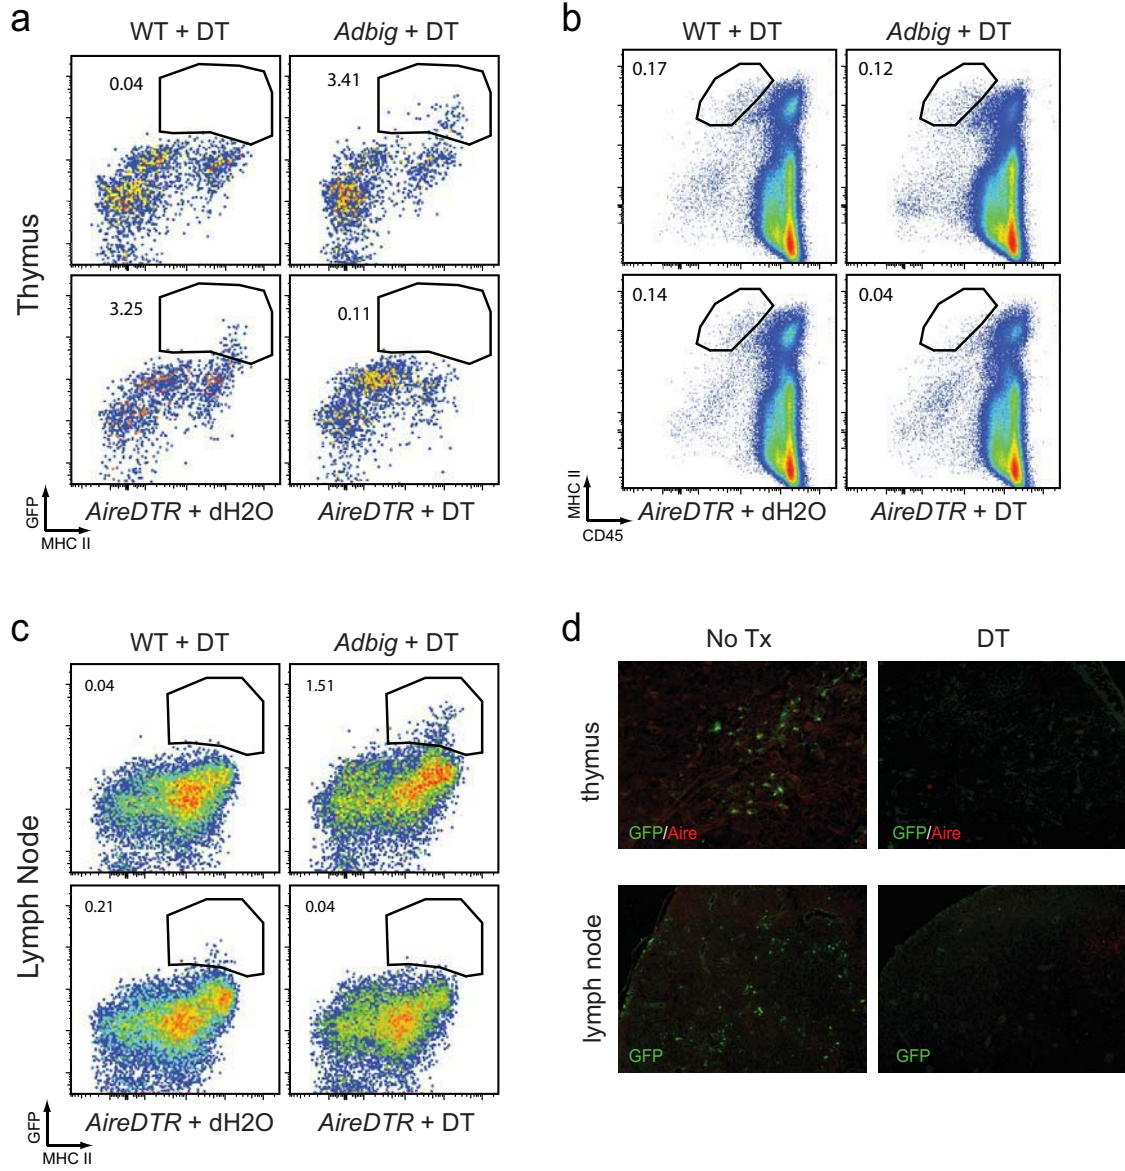 a
WT + DT
Adbig + DT
0.04
3.41
3.25
0.11
Thymus
GFP
MHC II
AireDTR + dH2O
AireDTR + DT
b
WT + DT
Adbig + DT
0.17
0.12
0.14
0.04
MHC II
CD45
AireDTR + dH2O
AireDTR + DT
c
WT + DT
Adbig + DT
0.04
1.51
0.21
0.04
Lymph Node
GFP
MHC II
AireDTR + dH2O
AireDTR + DT
d
No Tx
DT
thymus
GFP/Aire
GFP/Aire
lymph node
GFP
GFP